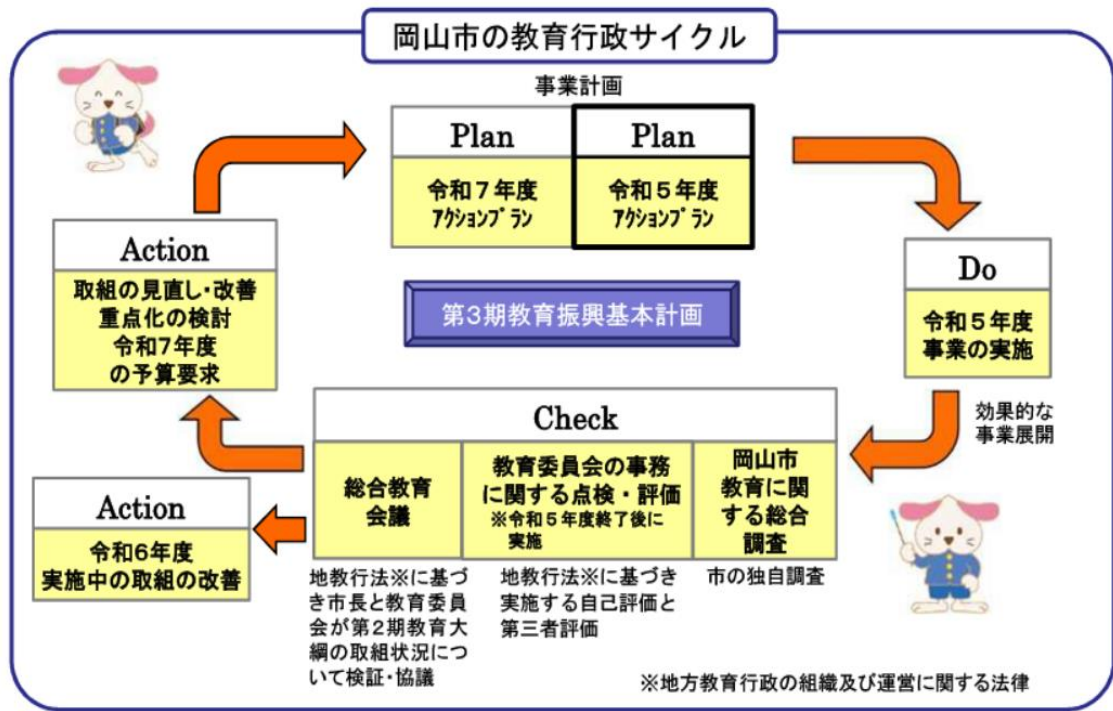 岡山市の教育行政サイクル
事業計画
Plan
令和７年度
ｱｸｼｮﾝﾌﾟﾗﾝ
Plan
令和５年度
ｱｸｼｮﾝﾌﾟﾗﾝ
Do
令和５年度
事業の実施
効果的な
事業展開
第3期教育振興基本計画
Check
総合教育
会議
教育委員会の事務
に関する点検・評価
※令和５年度終了後に
実施
岡山市
教育に関
する総合
調査
地教行法※に基づ
き市長と教育委員
会が第2期教育大
綱の取組状況につ
いて検証・協議
地教行法※に基づき
実施する自己評価と
第三者評価
市の独自調査
Action
取組の見直し・改善
重点化の検討
令和7年度
の予算要求
Action
令和6年度
実施中の取組の改善
※地方教育行政の組織及び運営に関する法律